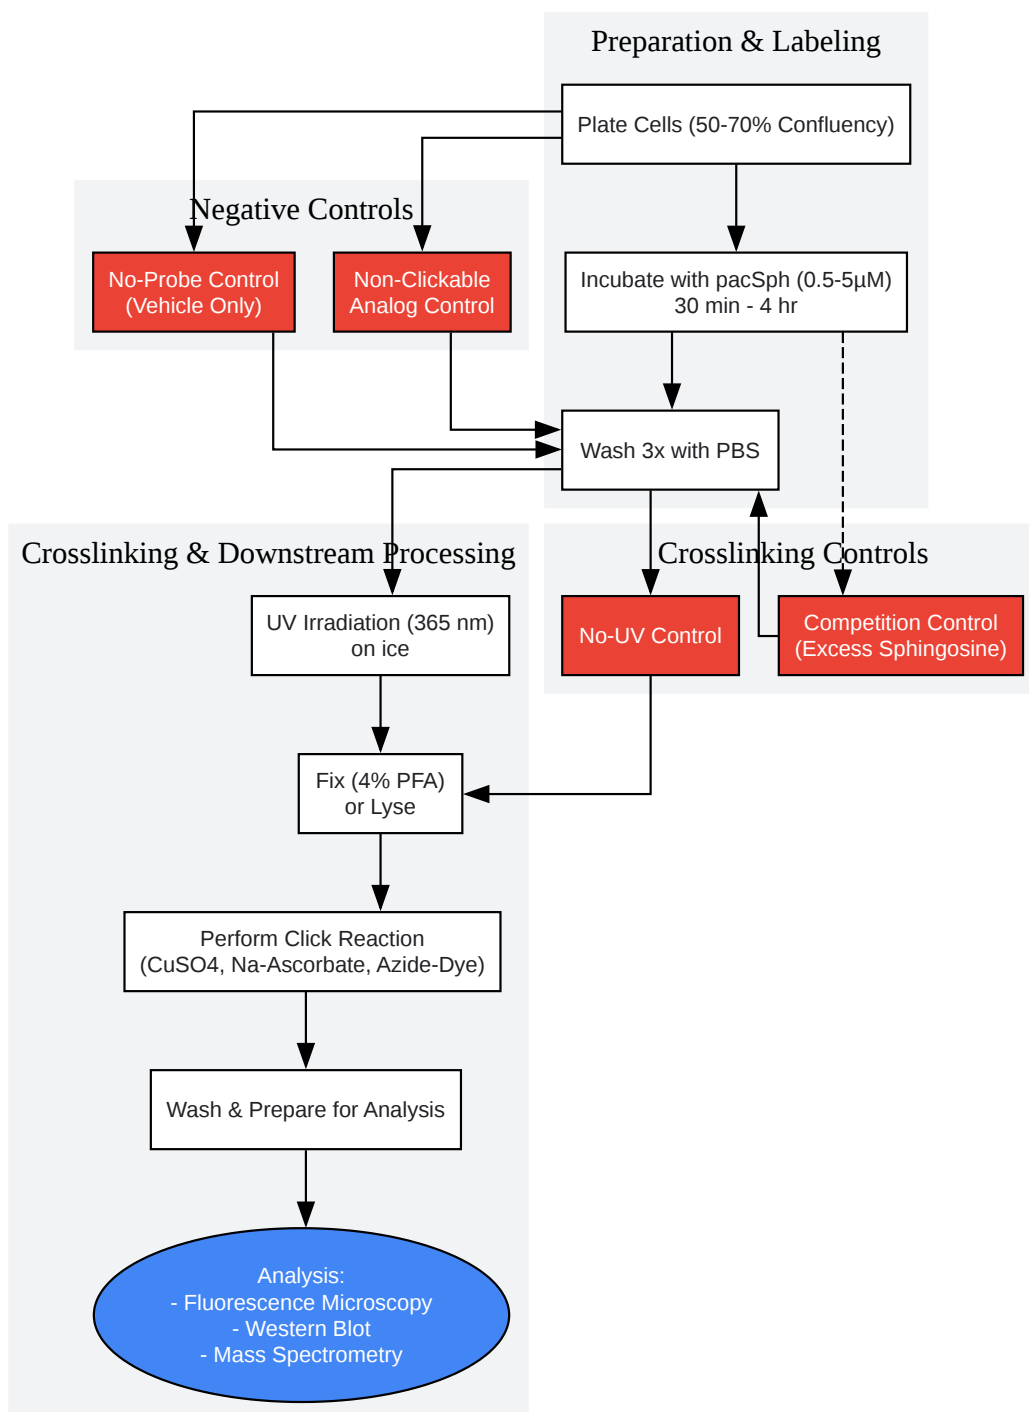 Preparation & Labeling
Plate Cells (50-70% Confluency)
Negative Controls
No-Probe Control
(Vehicle Only)
Non-Clickable
Analog Control
Incubate with pacSph (0.5-5µM)
30 min - 4 hr
Wash 3x with PBS
Crosslinking & Downstream Processing
Crosslinking Controls
UV Irradiation (365 nm)
on ice
No-UV Control
Competition Control
(Excess Sphingosine)
Fix (4% PFA)
or Lyse
Perform Click Reaction
(CuSO4, Na-Ascorbate, Azide-Dye)
Wash & Prepare for Analysis
Analysis:
- Fluorescence Microscopy
- Western Blot
- Mass Spectrometry